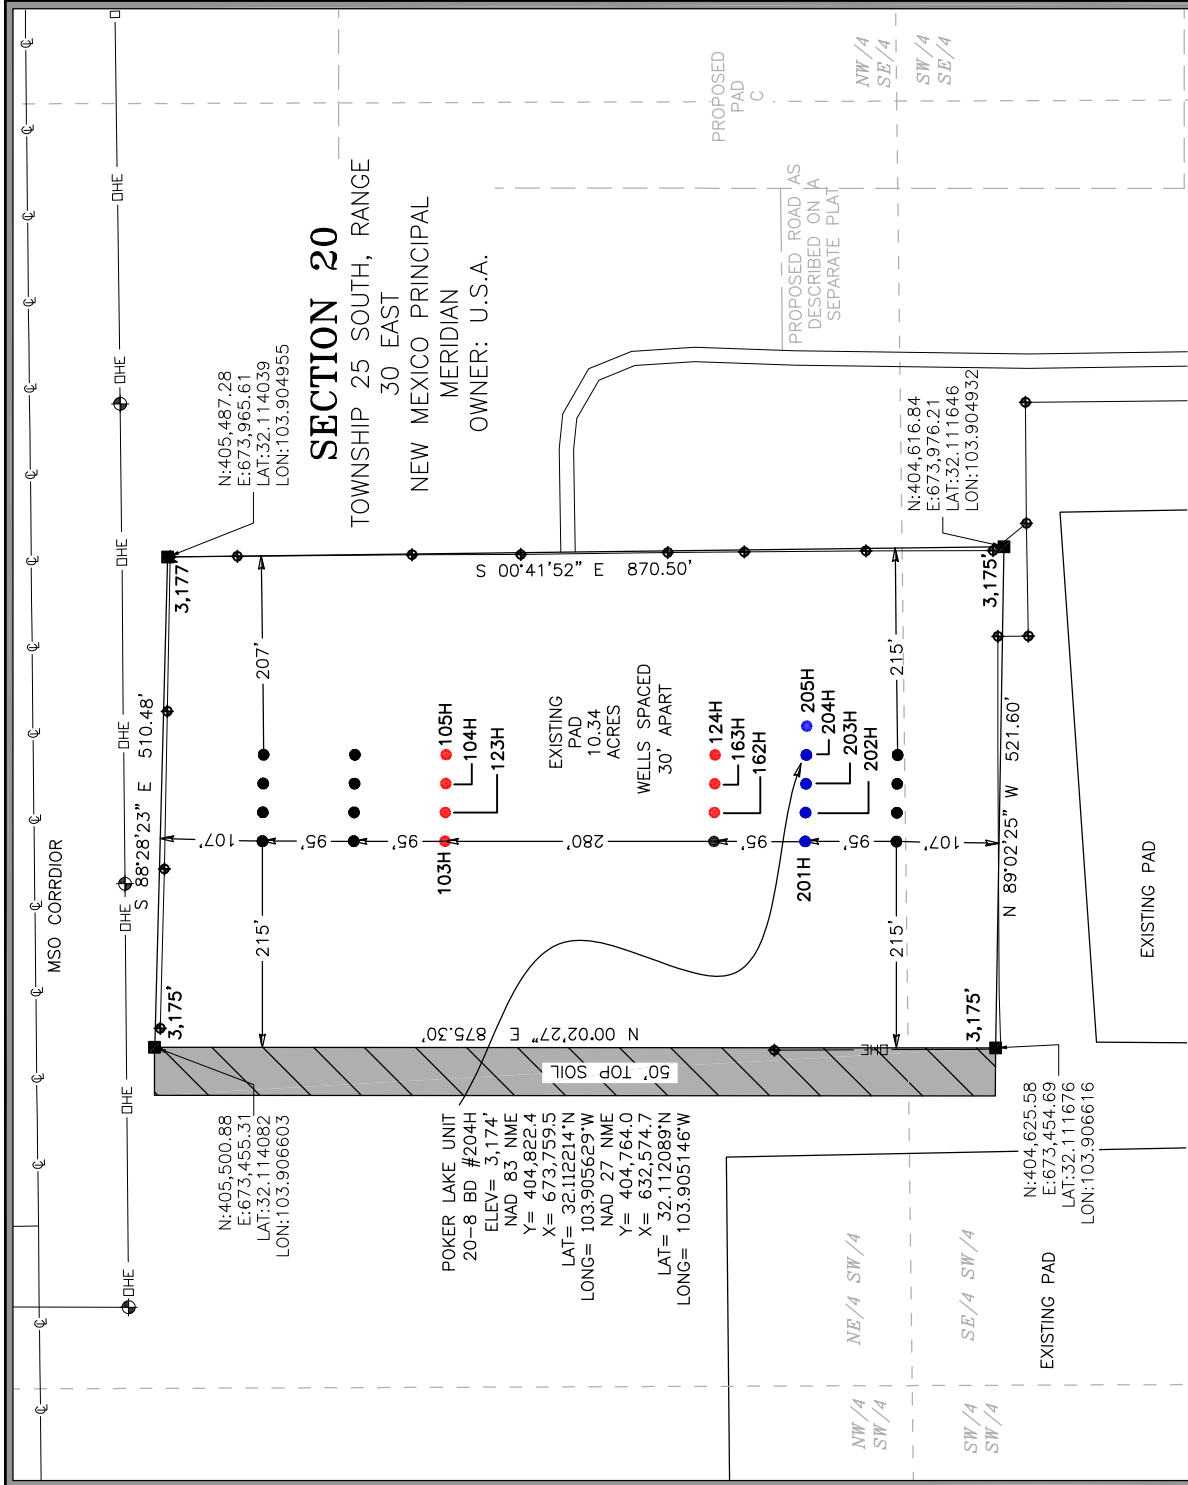 MSO CORRDIOR
OHE
OHE
OHE
OHE
OHE
OHE
N:405,500.88
E:673,455.31
LAT:32.114082
LON:103.906603
N:405,487.28
E:673,965.61
LAT:32.114039
LON:103.904955
SECTION 20
TOWNSHIP 25 SOUTH, RANGE
30 EAST
NEW MEXICO PRINCIPAL
MERIDIAN
OWNER: U.S.A.
S 88°28'23" E 510.48'
3,175'
3,177'
107'
215'
207'
95'
95'
103H
105H
104H
123H
280'
EXISTING
PAD
10.34
ACRES
WELLS SPACED
30' APART
S 00°41'52" E 870.50'
N 00°02'27" E 875.30'
50' TOP SOIL
124H
163H
162H
95'
201H
205H
204H
203H
202H
95'
215'
215'
107'
OHE
3,175'
3,175'
N 89°02'25" W 521.60'
POKER LAKE UNIT
20-8 BD #204H
ELEV= 3,174'
NAD 83 NME
Y= 404,822.4
X= 673,759.5
LAT= 32.112214°N
LONG= 103.905629°W
NAD 27 NME
Y= 404,764.0
X= 632,574.7
LAT= 32.112089°N
LONG= 103.905146°W
PROPOSED
PAD
C
PROPOSED ROAD AS
DESCRIBED ON A
SEPARATE PLAT
NW/4
SE/4
SW/4
SE/4
N:404,616.84
E:673,976.21
LAT:32.111646
LON:103.904932
N:404,625.58
E:673,454.69
LAT:32.111676
LON:103.906616
NW/4
SW/4
NE/4 SW/4
SW/4
SW/4
SE/4 SW/4
EXISTING PAD
EXISTING PAD